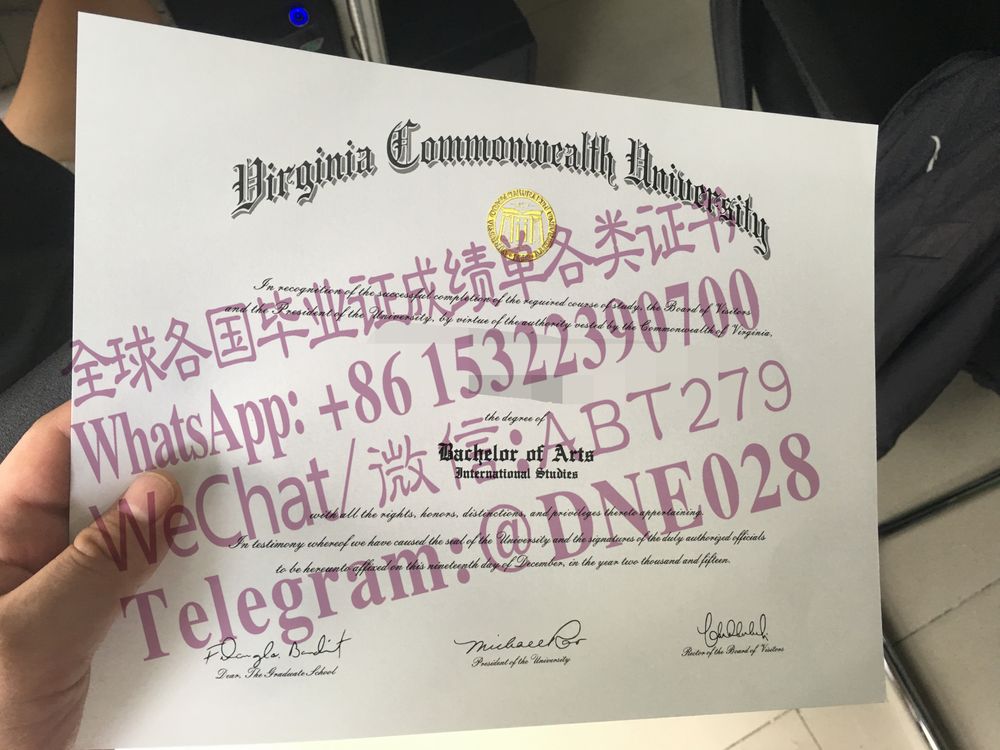 Virginia Commonwealth University
In recognition of the successful completion of the required course of study, the Board of Visitors
and the President of the University, by virtue of the authority vested by the Commonwealth of Virginia,
全球各国毕业证成绩单各类证书
WhatsApp: +86 15322390700
the degree of
WeChat/微信:ABT279
Bachelor of Arts
International Studies
with all the rights, honors, distinctions, and privileges thereto appertaining.
Telegram: @DNE028
In testimony whereof we have caused the seal of the University and the signatures of the duly authorized officials
to be hereunto affixed on this nineteenth day of December, in the year two thousand and fifteen.
Dean, The Graduate School
President of the University
Rector of the Board of Visitors